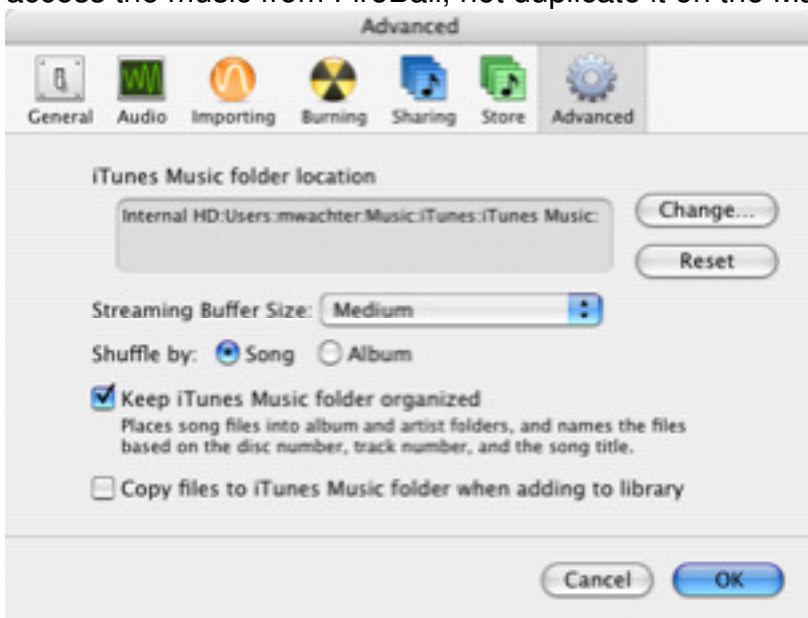 access the music from FireBall, not duplicate it on the
Advanced
General Audio Importing Burning Sharing Store Advanced
iTunes Music folder location
Internal HD:Users:mwachter:Music:iTunes:iTunes Music:
Change...
Reset
Streaming Buffer Size: Medium
Shuffle by: Song Album
Keep iTunes Music folder organized
Places song files into album and artist folders, and names the files
based on the disc number, track number, and the song title.
Copy files to iTunes Music folder when adding to library
Cancel OK